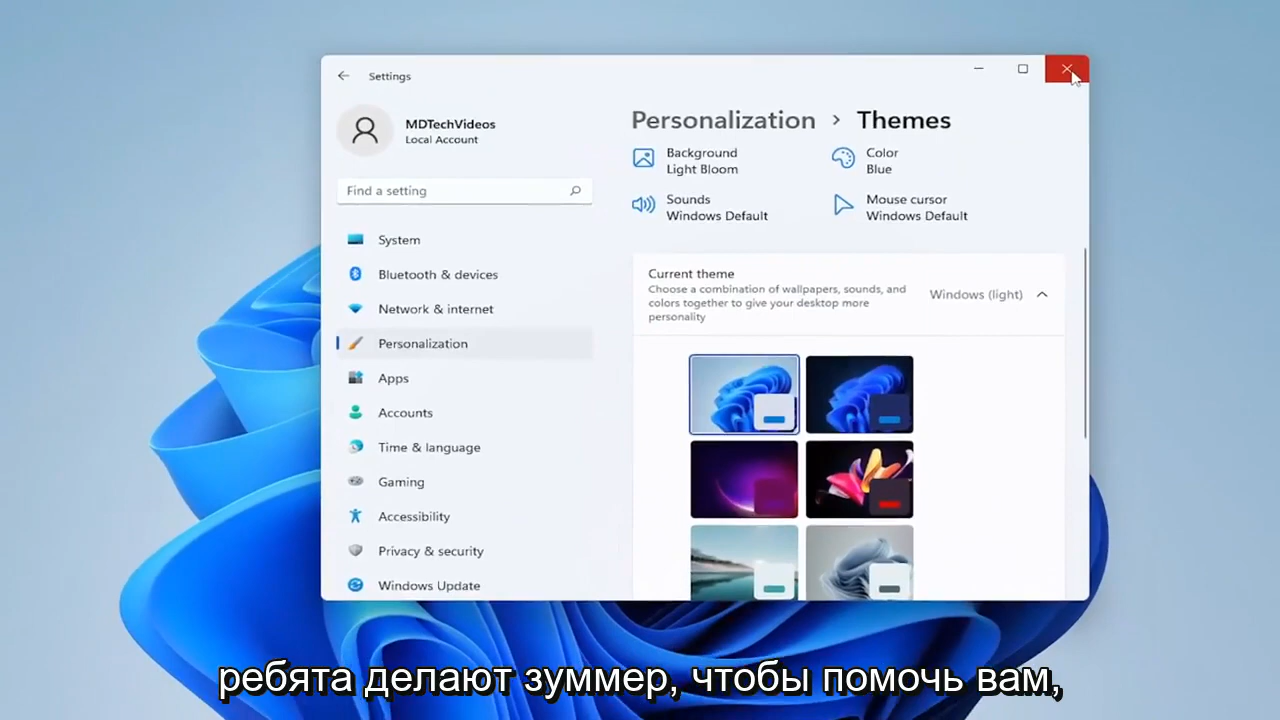 Settings
MDTechVideos
Local Account
Find a setting
System
Bluetooth & devices
Network & internet
Personalization
Apps
Accounts
Time & language
Gaming
Accessibility
Privacy & security
Windows Update
Personalization > Themes
Background
Light Bloom
Color
Blue
Sounds
Windows Default
Mouse cursor
Windows Default
Current theme
Choose a combination of wallpapers, sounds, and
colors together to give your desktop more
personality
Windows (light)
ребята делают зуммер, чтобы помочь вам,